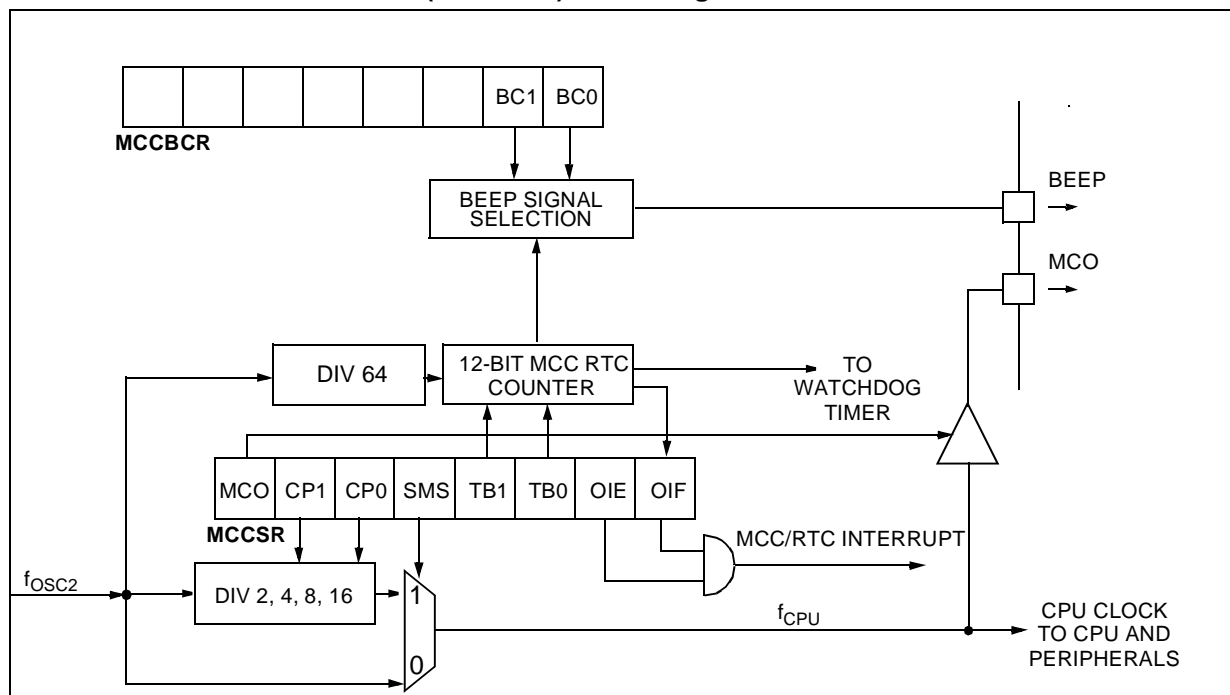 BC1 BC0
MCCBCR
BEEP SIGNAL
SELECTION
BEEP
MCO
DIV 64
12-BIT MCC RTC
COUNTER
TO
WATCHDOG
TIMER
MCO CP1 CP0 SMS TB1 TB0 OIE OIF
MCCSR
MCC/RTC INTERRUPT
fOSC2
DIV 2, 4, 8, 16
1
0
fCPU
CPU CLOCK
TO CPU AND
PERIPHERALS